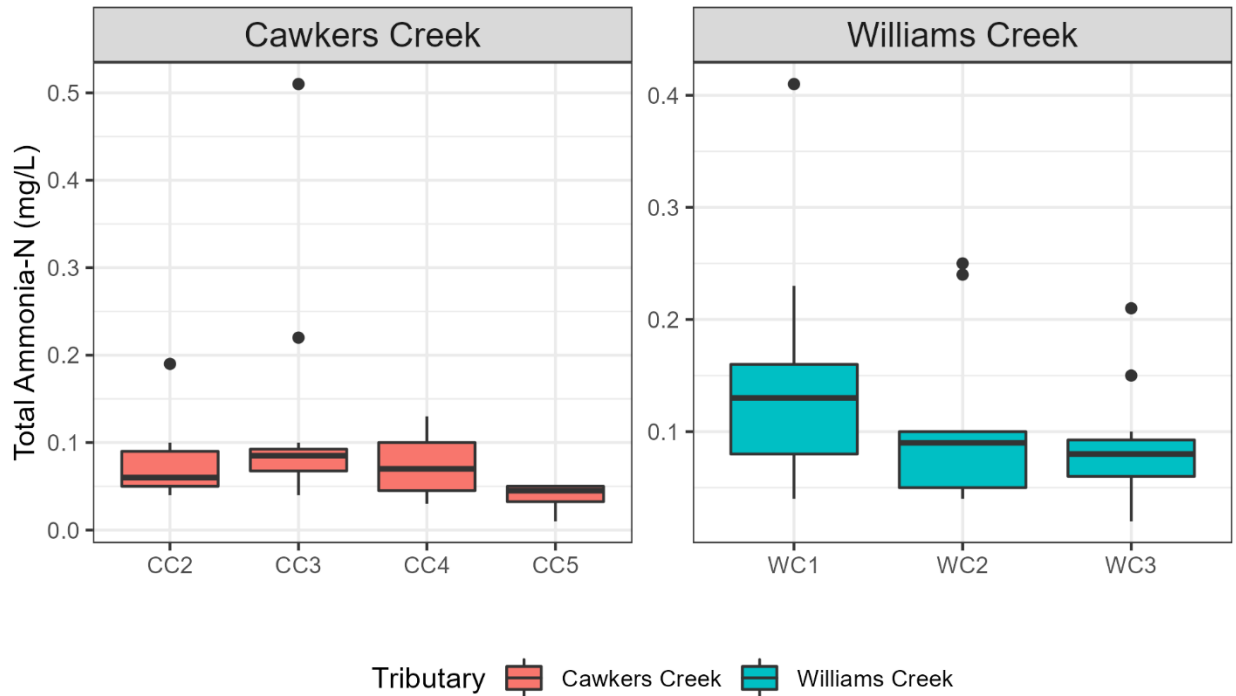 Cawkers Creek
Williams Creek
Total Ammonia-N (mg/L)
0.5
0.4
0.3
0.2
0.1
0.0
0.4
0.3
0.2
0.1
CC2 CC3 CC4 CC5
WC1 WC2 WC3
Tributary Cawkers Creek Williams Creek